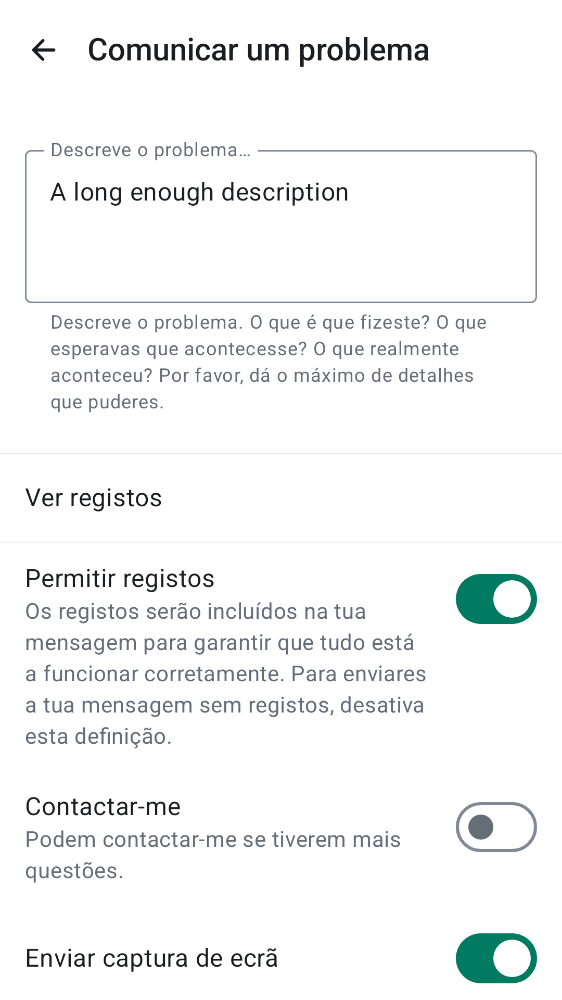 Comunicar um problema
Descreve o problema…
A long enough description
Descreve o problema. O que é que fizeste? O que
esperavas que acontecesse? O que realmente
aconteceu? Por favor, dá o máximo de detalhes
que puderes.
Ver registos
Permitir registos
Os registos serão incluídos na tua
mensagem para garantir que tudo está
a funcionar corretamente. Para enviares
a tua mensagem sem registos, desativa
esta definição.
Contactar-me
Podem contactar-me se tiverem mais
questões.
Enviar captura de ecrã